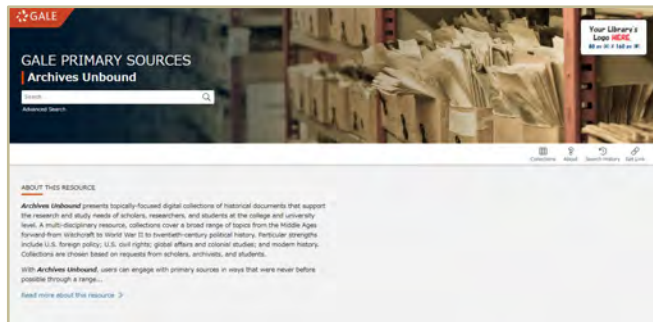 GALE
Your Library's
Logo HERE.
80 px (H) X 160 px (W)
GALE PRIMARY SOURCES
Archives Unbound
Search
Advanced Search
Collections About Search History Get Link
ABOUT THIS RESOURCE
Archives Unbound presents topically-focused digital collections of historical documents that support
the research and study needs of scholars, researchers, and students at the college and university
level. A multi-disciplinary resource, collections cover a broad range of topics from the Middle Ages
forward-from Witchcraft to World War II to twentieth-century political history. Particular strengths
include U.S. foreign policy; U.S. civil rights; global affairs and colonial studies; and modern history.
Collections are chosen based on requests from scholars, archivists, and students.
With Archives Unbound, users can engage with primary sources in ways that were never before
possible through a range...
Read more about this resource >